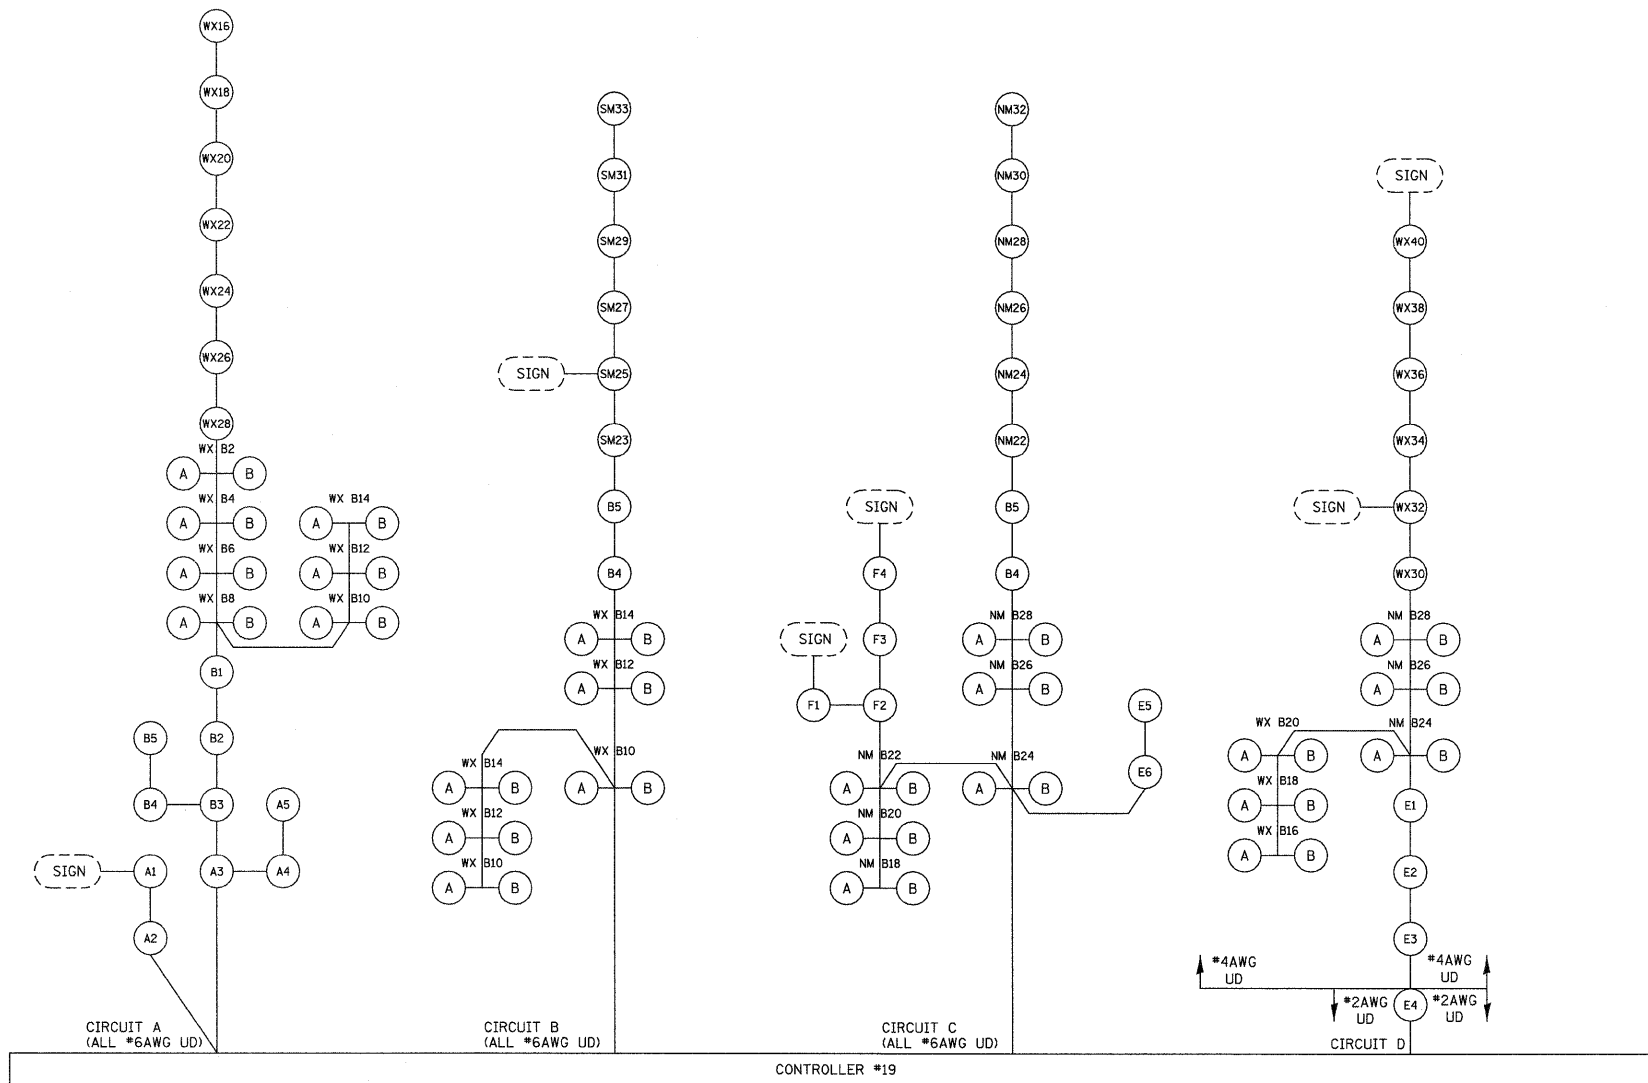 WX16
WX18
WX20
WX22
WX24
WX26
WX28
WX B2
A B
WX B4
A B
WX B6
A B
WX B8
A B
WX B14
A B
WX B12
A B
WX B10
A B
B1
B2
B5
B4 B3
A5
SIGN A1 A3 A4
A2
CIRCUIT A
(ALL #6AWG UD)
SM33
SM31
SM29
SM27
SIGN SM25
SM23
B5
B4
WX B14
A B
WX B12
A B
WX B10
A B
WX B14
A B
WX B12
A B
WX B10
A B
CIRCUIT B
(ALL #6AWG UD)
NM32
NM30
NM28
NM26
NM24
NM22
B5
B4
NM B28
A B
NM B26
A B
NM B24
A B
SIGN
F4
SIGN F3
F1 F2
NM B22
A B
NM B20
A B
NM B18
A B
E5
E6
CIRCUIT C
(ALL #6AWG UD)
SIGN
WX40
WX38
WX36
WX34
SIGN WX32
WX30
NM B28
A B
NM B26
A B
NM B24
A B
WX B20
A B
WX B18
A B
WX B16
A B
E1
E2
E3
#4AWG
UD
#4AWG
UD
#2AWG
UD
E4
#2AWG
UD
CIRCUIT D
CONTROLLER #19